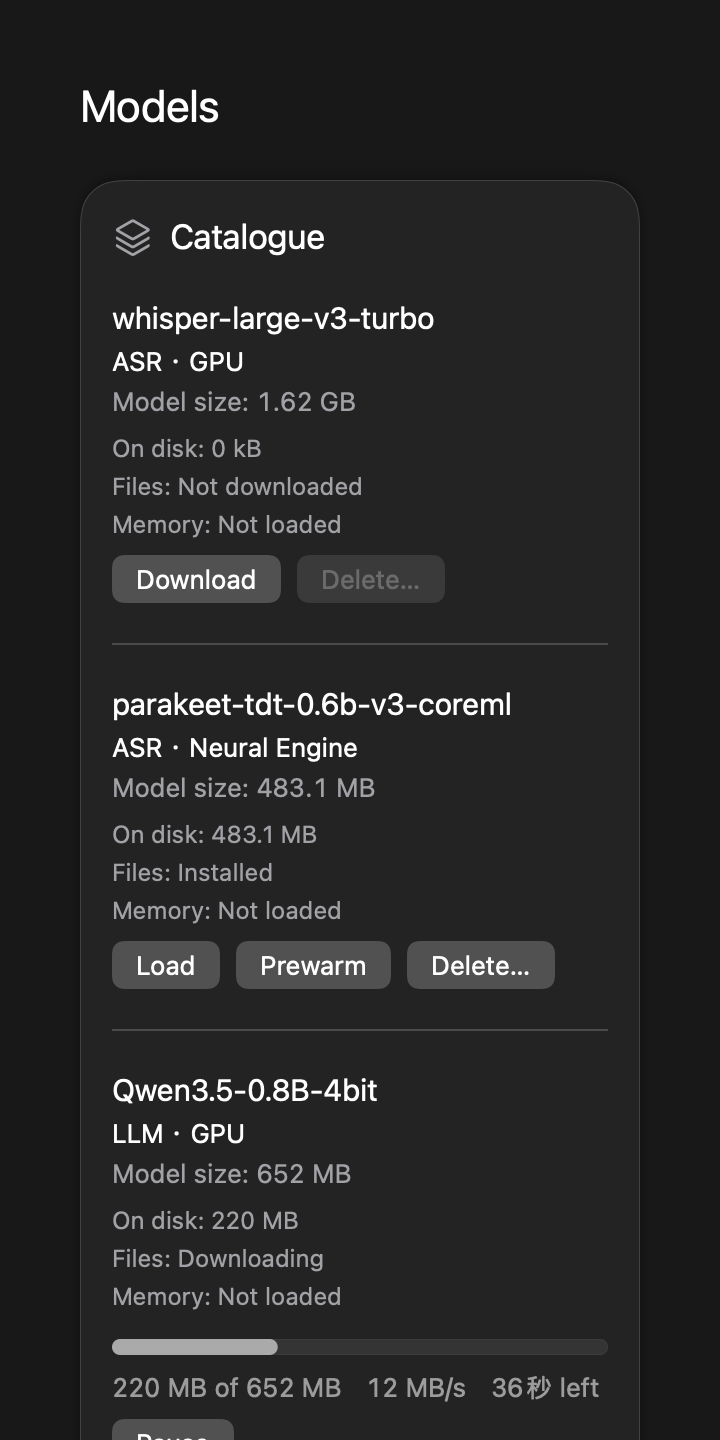 Models
Catalogue
whisper-large-v3-turbo
ASR · GPU
Model size: 1.62 GB
On disk: 0 kB
Files: Not downloaded
Memory: Not loaded
Download Delete...
parakeet-tdt-0.6b-v3-coreml
ASR · Neural Engine
Model size: 483.1 MB
On disk: 483.1 MB
Files: Installed
Memory: Not loaded
Load Prewarm Delete...
Qwen3.5-0.8B-4bit
LLM · GPU
Model size: 652 MB
On disk: 220 MB
Files: Downloading
Memory: Not loaded
220 MB of 652 MB 12 MB/s 36秒 left